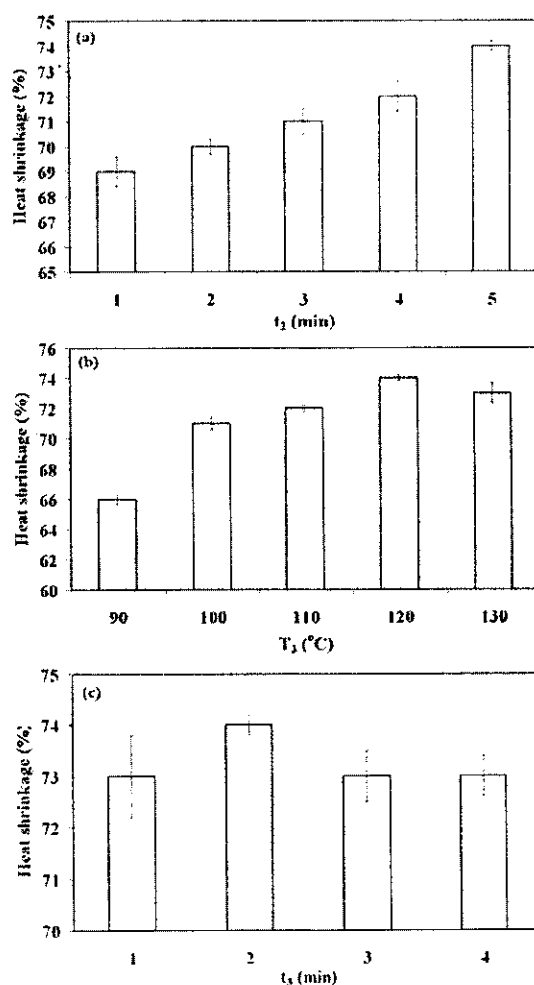 (a)
Heat shrinkage (%)
75
74
73
72
71
70
69
68
67
66
65
1 2 3 4 5
t₂ (min)
(b)
Heat shrinkage (%)
76
74
72
70
68
66
64
62
60
90 100 110 120 130
T₃ (°C)
(c)
Heat shrinkage (%)
75
74
73
72
71
70
1 2 3 4
t₃ (min)